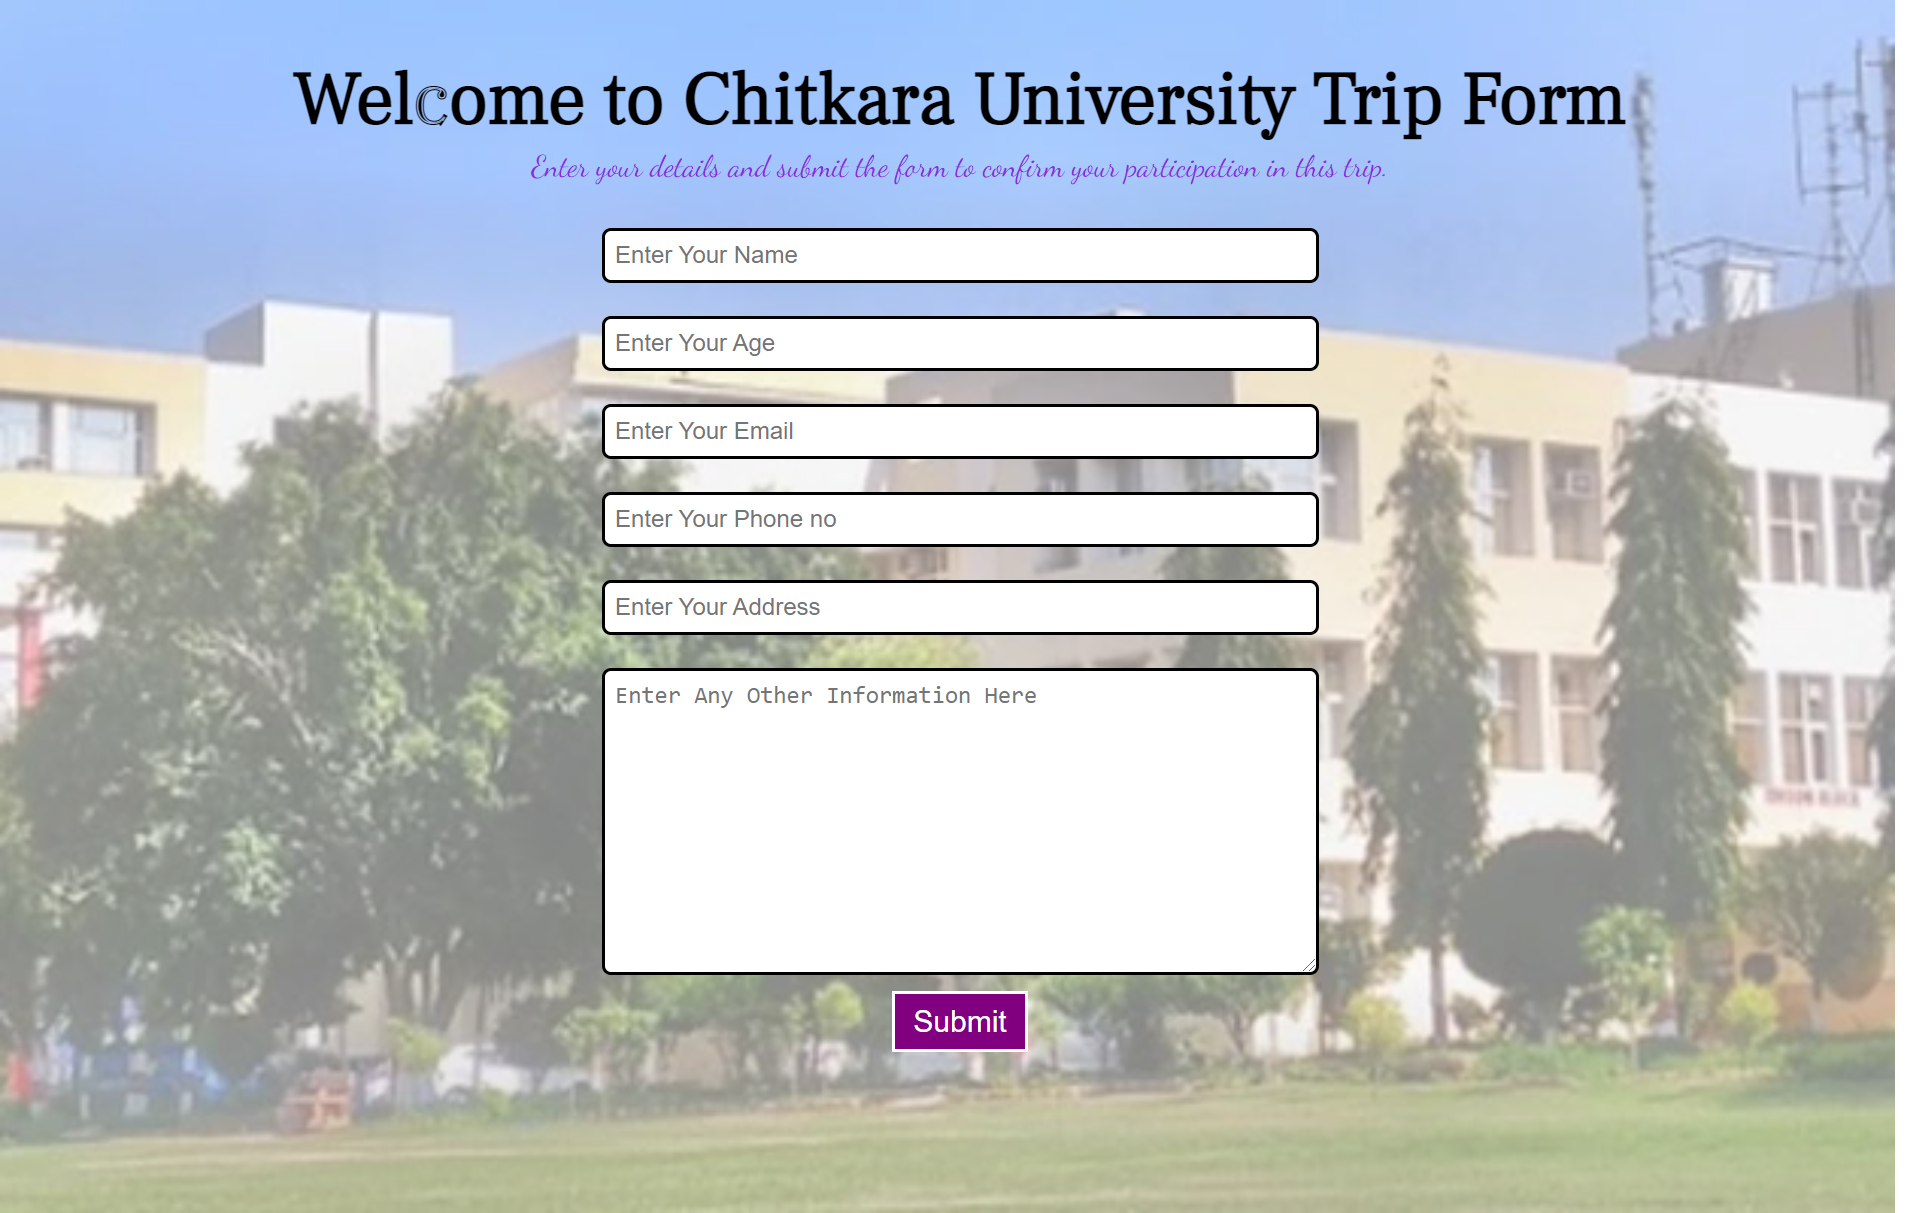 Welcome to Chitkara University Trip Form
Enter your details and submit the form to confirm your participation in this trip.
Enter Your Name
Enter Your Age
Enter Your Email
Enter Your Phone no
Enter Your Address
Enter Any Other Information Here
Submit